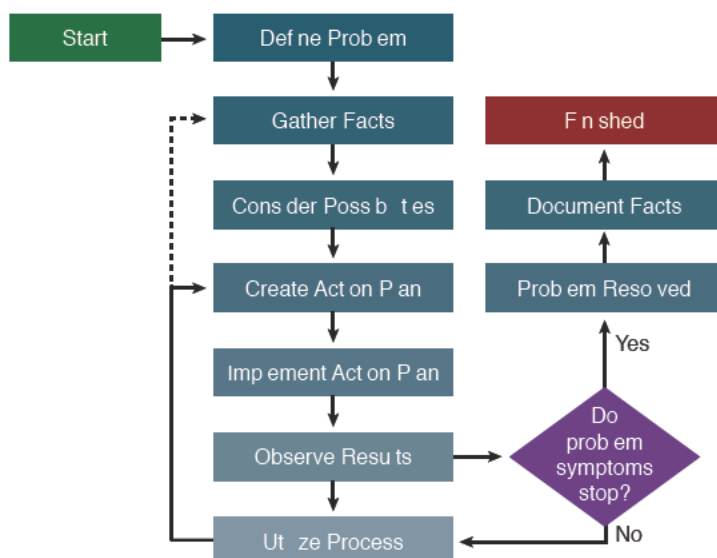 Start
Def ne Prob em
Gather Facts
F n shed
Cons der Poss b t es
Document Facts
Create Act on P an
Prob em Reso ved
Yes
Imp ement Act on P an
Do
prob em
symptoms
stop?
Observe Resu ts
No
Ut ze Process